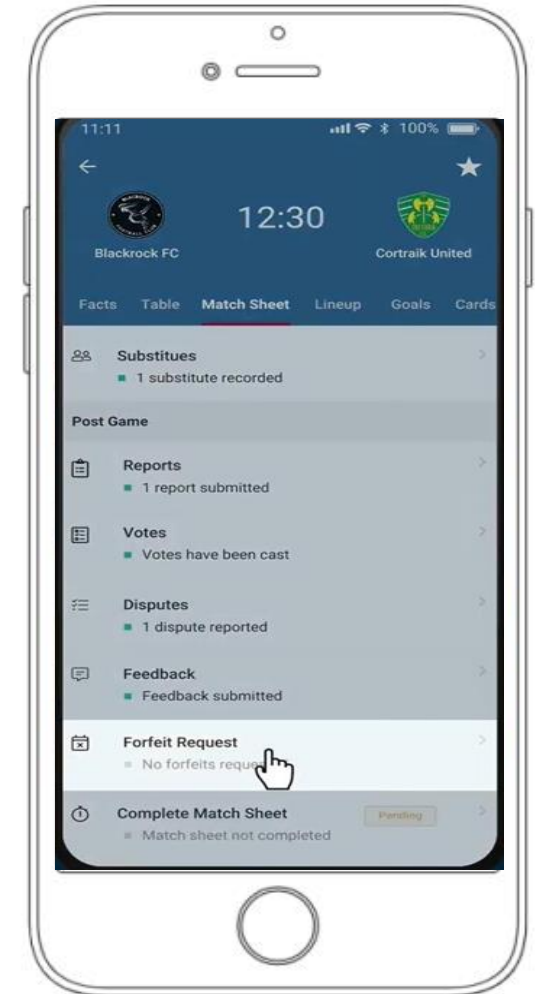 11:11 100%
12:30
Blackrock FC Cortraik United
Facts Table Match Sheet Lineup Goals Cards
Substitues
1 substitute recorded
Post Game
Reports
1 report submitted
Votes
Votes have been cast
Disputes
1 dispute reported
Feedback
Feedback submitted
Forfeit Request
No forfeits
Complete Match Sheet Pending
Match sheet not completed